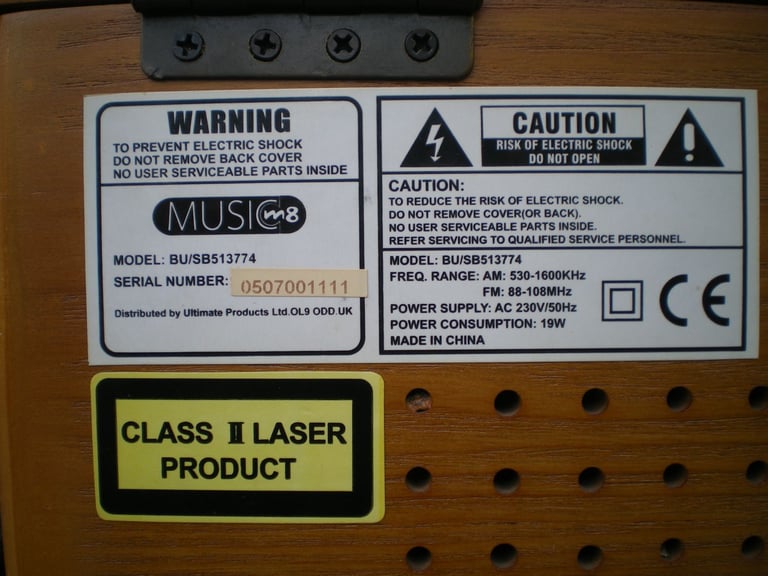 WARNING
TO PREVENT ELECTRIC SHOCK
DO NOT REMOVE BACK COVER
NO USER SERVICEABLE PARTS INSIDE
MUSIC m8
MODEL: BU/SB513774
SERIAL NUMBER: 0507001111
Distributed by Ultimate Products Ltd.OL9 ODD.UK
CAUTION
RISK OF ELECTRIC SHOCK
DO NOT OPEN
CAUTION:
TO REDUCE THE RISK OF ELECTRIC SHOCK.
DO NOT REMOVE COVER(OR BACK).
NO USER SERVICEABLE PARTS INSIDE.
REFER SERVICING TO QUALIFIED SERVICE PERSONNEL.
MODEL: BU/SB513774
FREQ. RANGE: AM: 530-1600KHz
FM: 88-108MHz
POWER SUPPLY: AC 230V/50Hz
POWER CONSUMPTION: 19W
MADE IN CHINA
CE
CLASS II LASER
PRODUCT